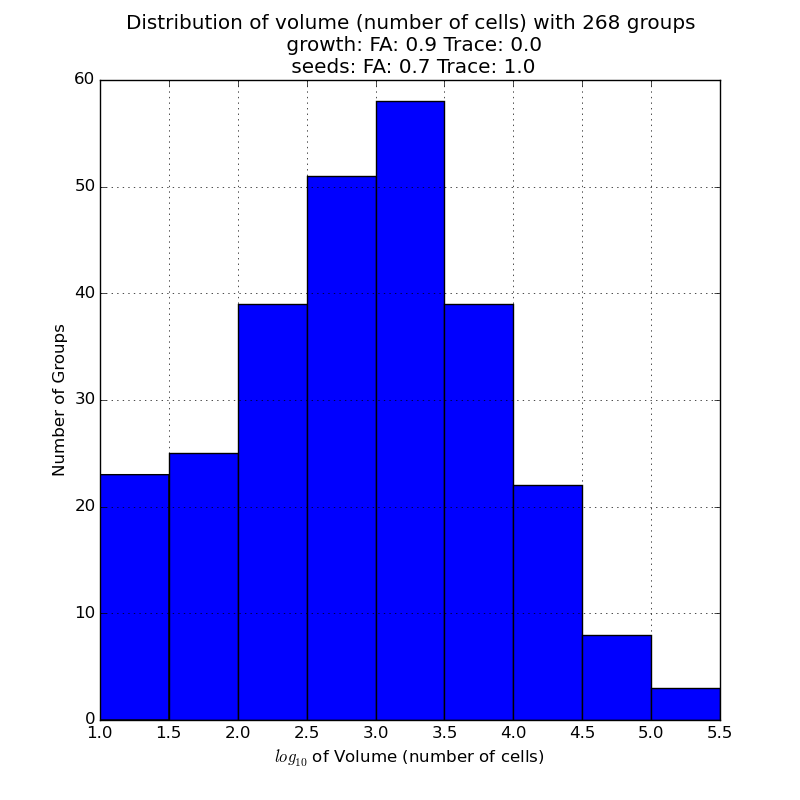 Distribution of volume (number of cells) with 268 groups
growth: FA: 0.9 Trace: 0.0
seeds: FA: 0.7 Trace: 1.0
60
50
40
30
20
10
0
Number of Groups
1.0 1.5 2.0 2.5 3.0 3.5 4.0 4.5 5.0 5.5
log10 of Volume (number of cells)